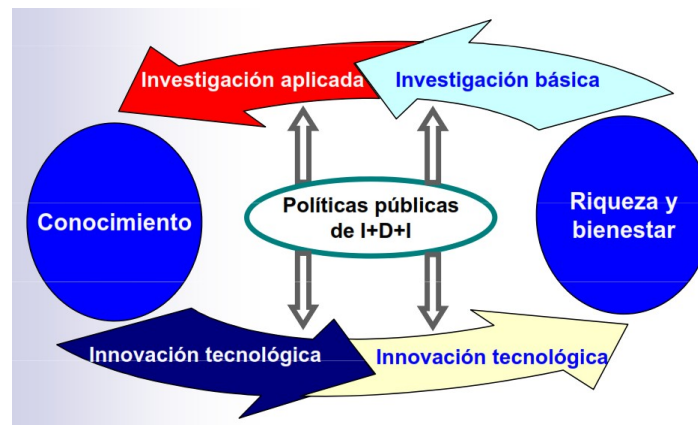 Investigación aplicada
Investigación básica
Conocimiento
Políticas públicas
de I+D+I
Riqueza y
bienestar
Innovación tecnológica
Innovación tecnológica